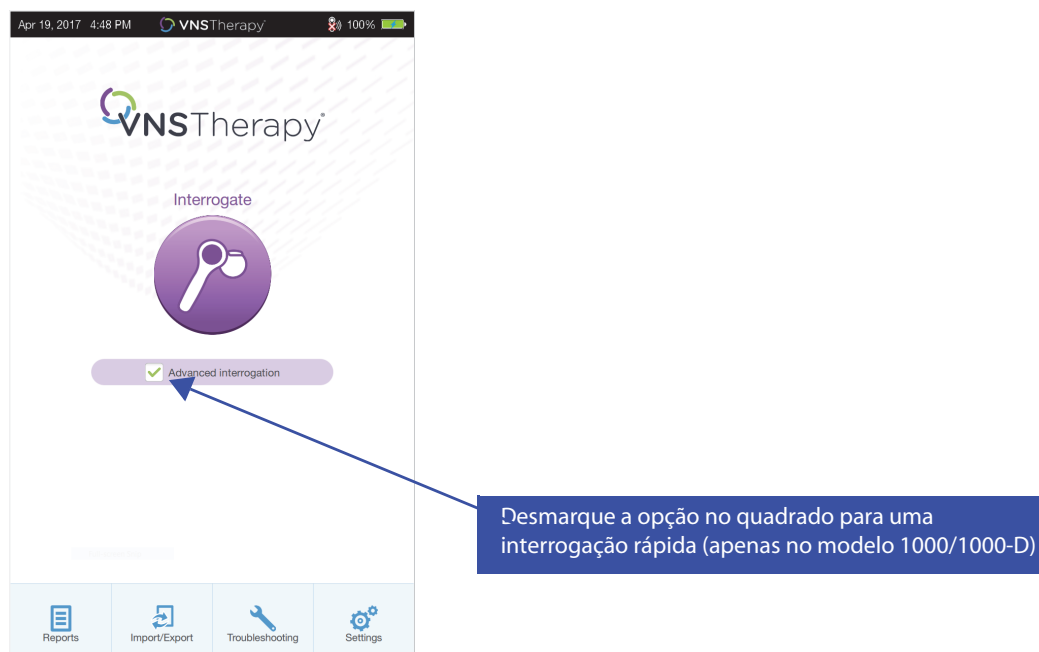 Apr 19, 2017 4:48 PM VNSTherapy 100%
VNSTherapy
Interrogate
Advanced interrogation
Desmarque a opção no quadrado para uma
interrogação rápida (apenas no modelo 1000/1000-D)
Reports Import/Export Troubleshooting Settings